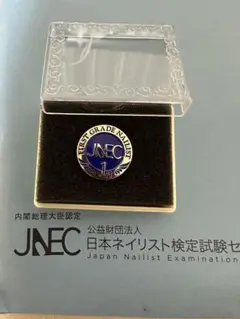 FIRST GRADE NAILIST
JNEC
1
内閣総理大臣認定
JNEC
公益財団法人
日本ネイリスト検定試験セ
Japan Nailist Examination